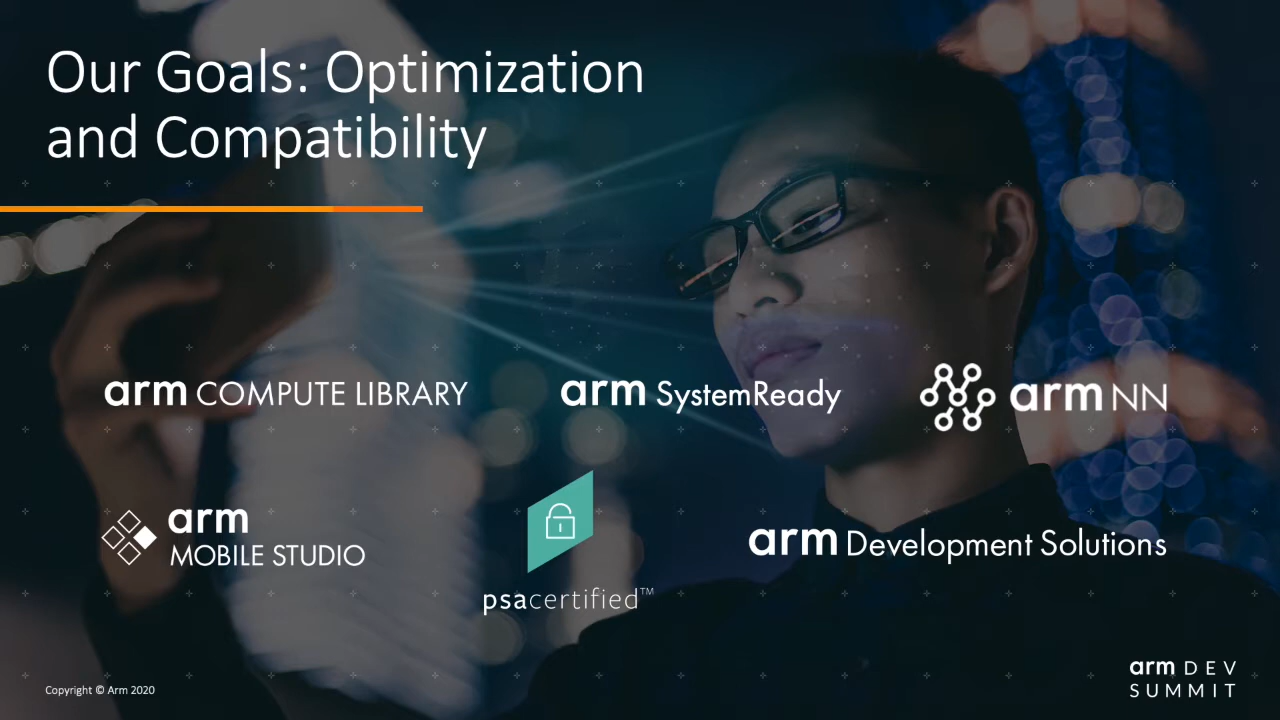 Our Goals: Optimization
and Compatibility
arm COMPUTE LIBRARY
arm SystemReady
arm NN
arm
MOBILE STUDIO
psacertified™
arm Development Solutions
Copyright © Arm 2020
arm DEV
SUMMIT